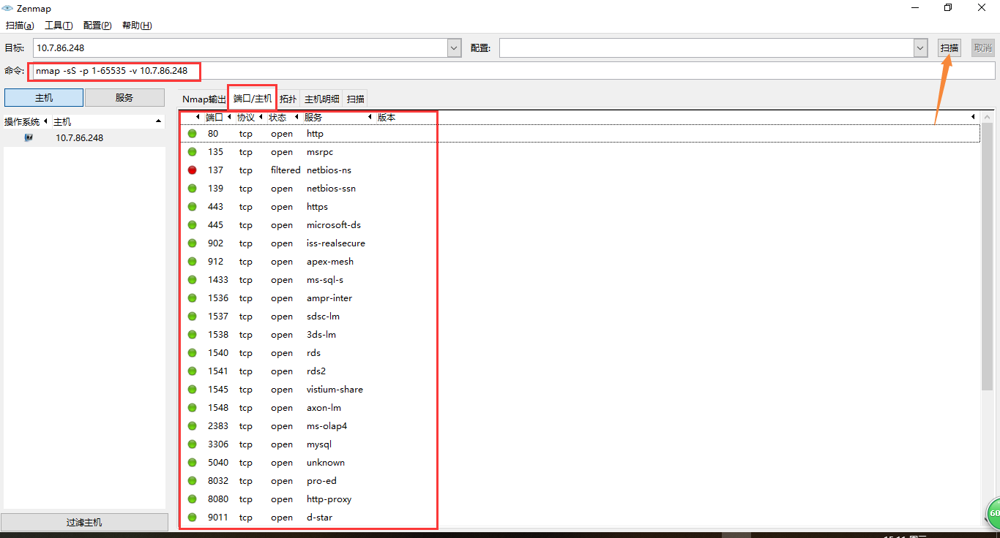 Zenmap
扫描(a) 工具(T) 配置(P) 帮助(H)
目标: 10.7.86.248 配置: 扫描 取消
命令: nmap -sS -p 1-65535 -v 10.7.86.248
主机 服务 Nmap输出 端口/主机 拓扑 主机明细 扫描
操作系统 主机 端口 协议 状态 服务 版本
10.7.86.248
80 tcp open http
135 tcp open msrpc
137 tcp filtered netbios-ns
139 tcp open netbios-ssn
443 tcp open https
445 tcp open microsoft-ds
902 tcp open iss-realsecure
912 tcp open apex-mesh
1433 tcp open ms-sql-s
1536 tcp open ampr-inter
1537 tcp open sdsc-lm
1538 tcp open 3ds-lm
1540 tcp open rds
1541 tcp open rds2
1545 tcp open vistium-share
1548 tcp open axon-lm
2383 tcp open ms-olap4
3306 tcp open mysql
5040 tcp open unknown
8032 tcp open pro-ed
8080 tcp open http-proxy
9011 tcp open d-star
过滤主机
60